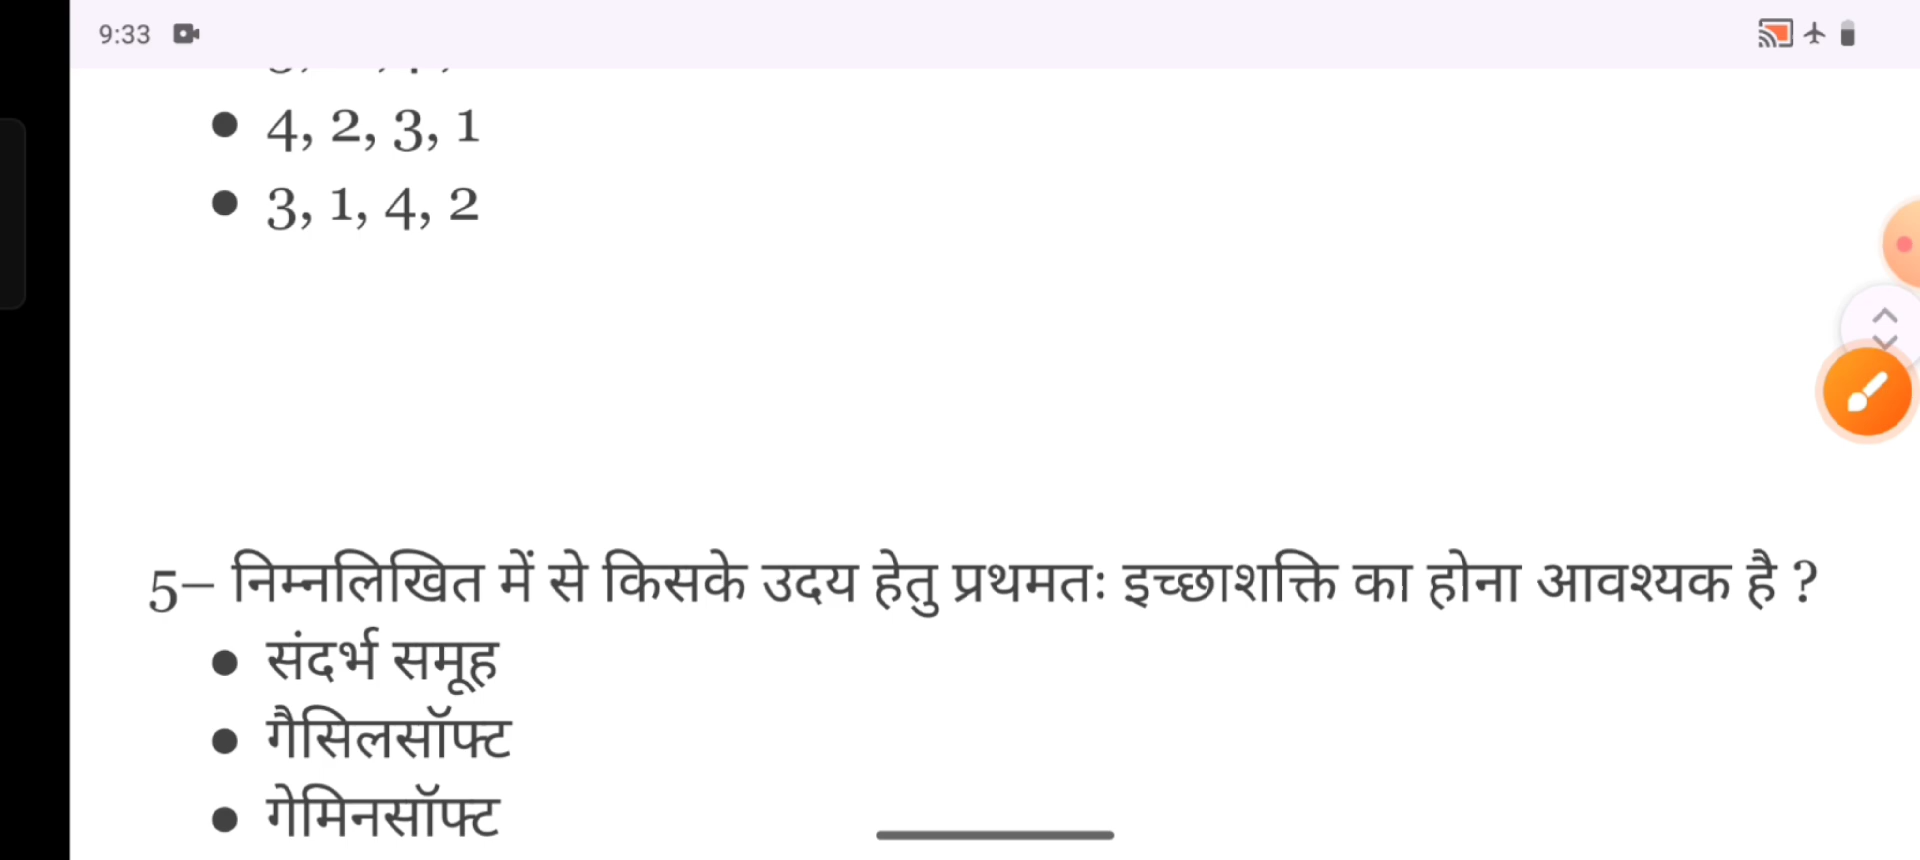 9:33
4, 2, 3, 1
3, 1, 4, 2
5– निम्नलिखित में से किसके उदय हेतु प्रथमतः इच्छाशक्ति का होना आवश्यक है ?
संदर्भ समूह
गैसिलसॉफ्ट
गेमिनसॉफ्ट